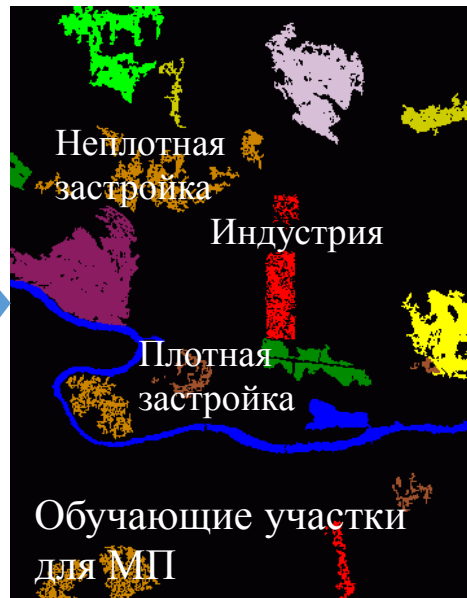 Неплотная
застройка
Индустрия
Плотная
застройка
Обучающие участки
для МП